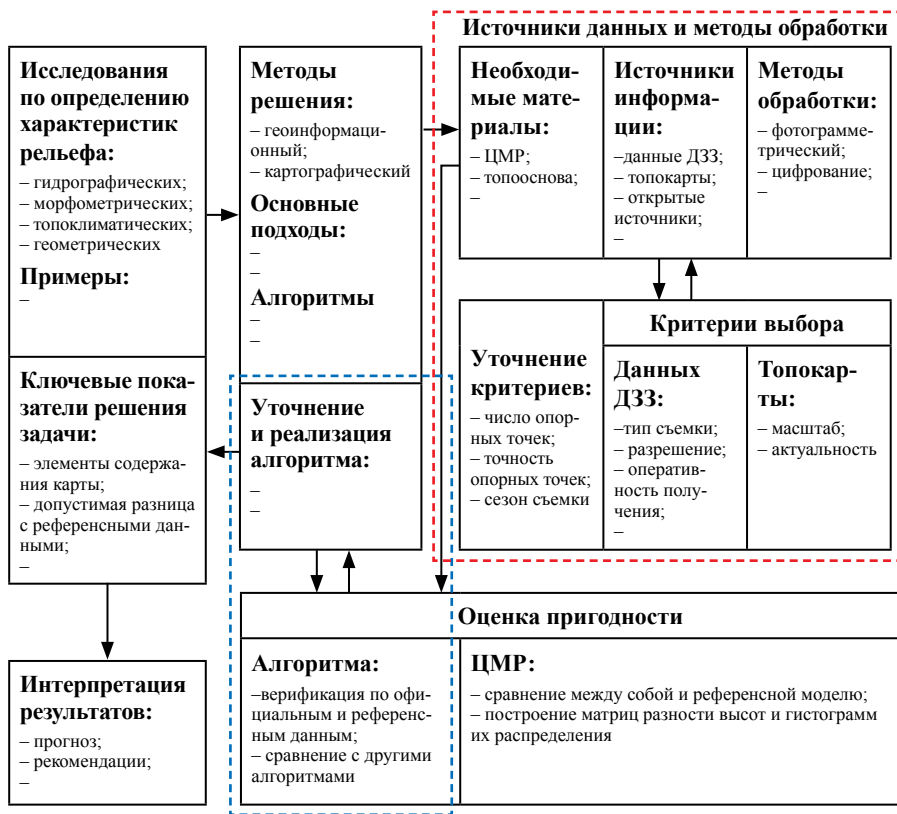 Источники данных и методы обработки
Исследования
по определению
характеристик
рельефа:
– гидрографических;
– морфометрических;
– топоклиматических;
– геометрических
Примеры:
–
Методы
решения:
– геоинформаци-
онный;
– картографический
Основные
подходы:
–
–
Алгоритмы
–
–
Необходи-
мые мате-
риалы:
– ЦМР;
– топооснова;
–
Источники
информа-
ции:
–данные ДЗЗ;
– топокарты;
– открытые
источники;
–
Методы
обработки:
– фотограмме-
трический;
– цифрование;
–
Уточнение
критериев:
– число опор-
ных точек;
– точность
опорных точек;
– сезон съемки
Критерии выбора
Данных
ДЗЗ:
–тип съемки;
– разрешение;
– оператив-
ность полу-
чения;
–
Топокар-
ты:
– масштаб;
– актуальность
Ключевые пока-
затели решения
задачи:
– элементы содержа-
ния карты;
– допустимая разница
с референсными дан-
ными;
–
Уточнение
и реализация
алгоритма:
–
–
Оценка пригодности
Алгоритма:
–верификация по офи-
циальным и референс-
ным данным;
– сравнение с другими
алгоритмами
ЦМР:
– сравнение между собой и референсной моделю;
– построение матриц разности высот и гистограмм
их распределения
Интерпретация
результатов:
– прогноз;
– рекомендации;
–